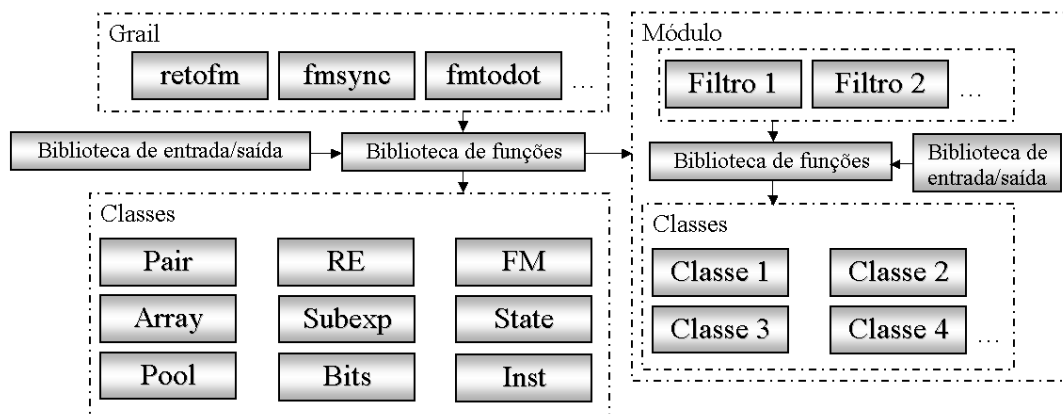 Grail
retofm
fmsync
fmtodot
...
Biblioteca de entrada/saída
Biblioteca de funções
Classes
Pair
RE
FM
Array
Subexp
State
Pool
Bits
Inst
Módulo
Filtro 1
Filtro 2
...
Biblioteca de funções
Biblioteca de
entrada/saída
Classes
Classe 1
Classe 2
Classe 3
Classe 4
...